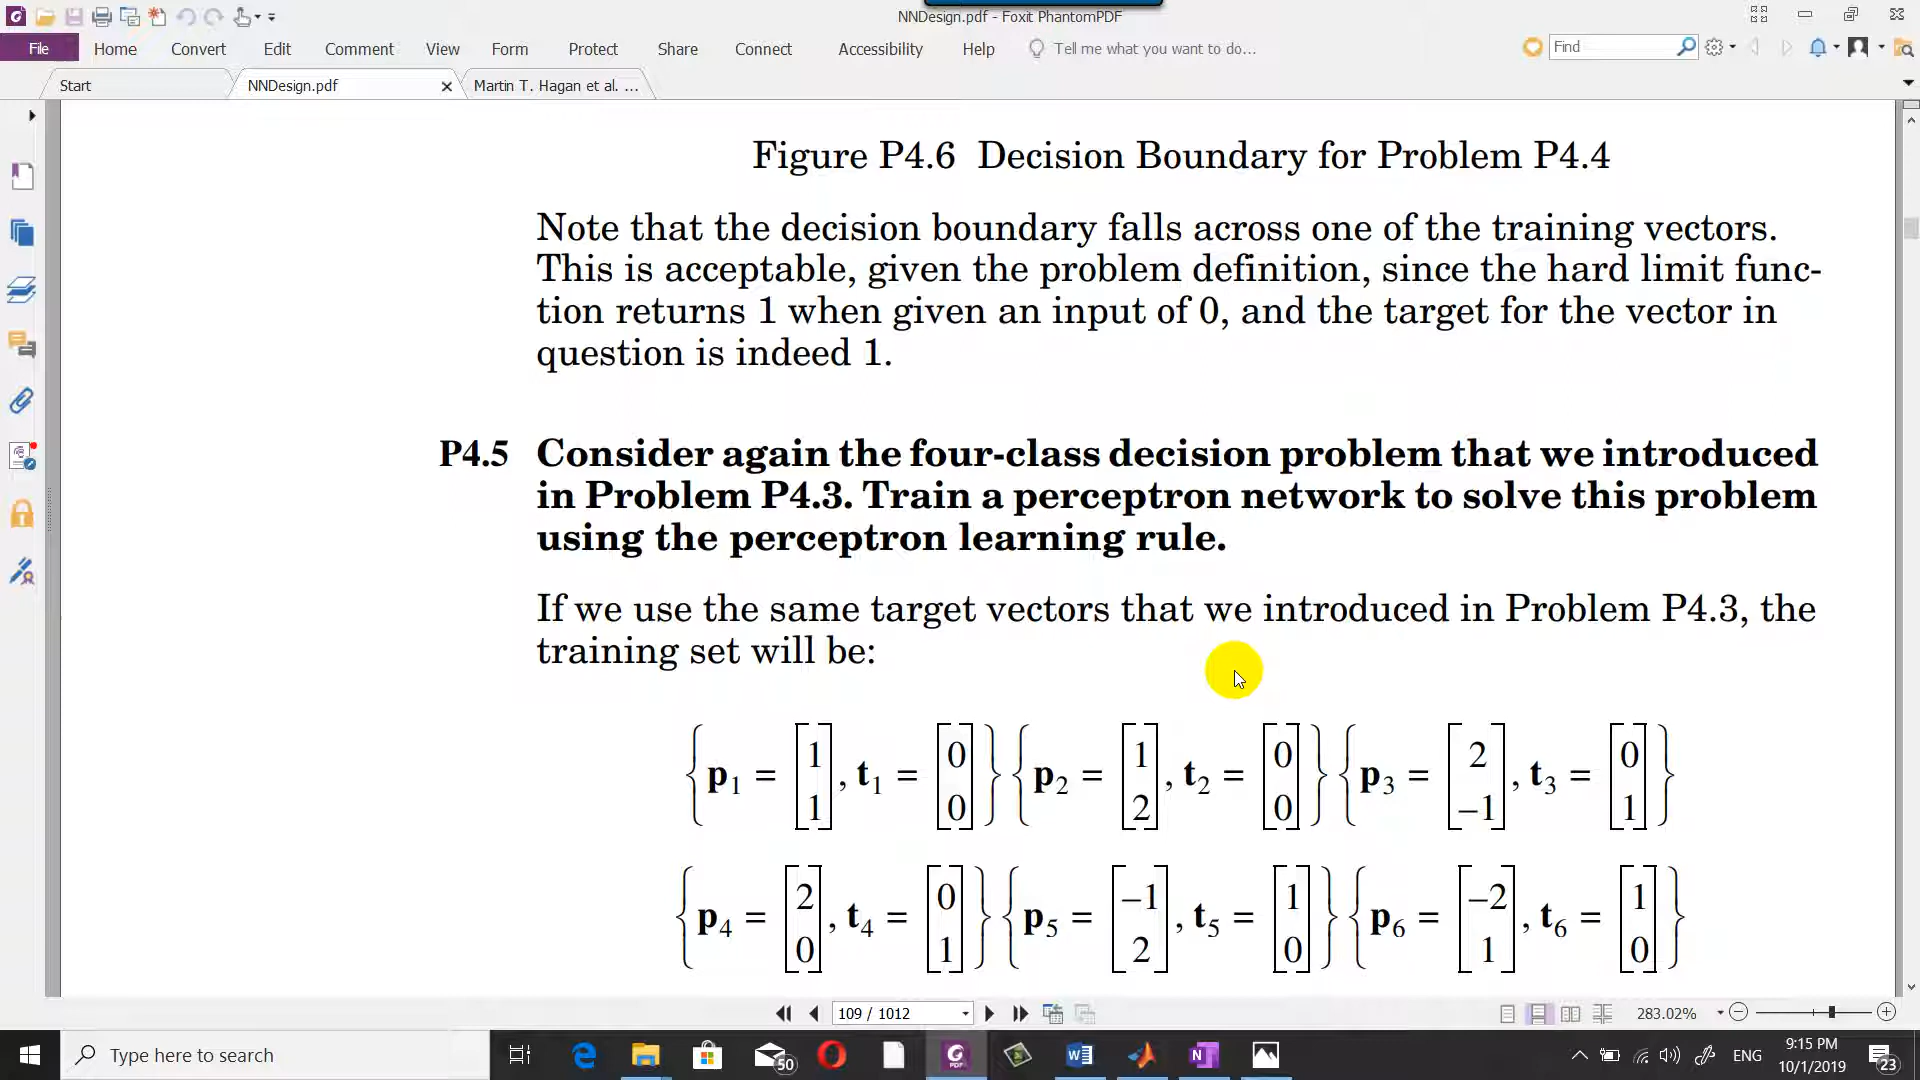 NNDesign.pdf - Foxit PhantomPDF
File Home Convert Edit Comment View Form Protect Share Connect Accessibility Help Tell me what you want to do... Find
Start NNDesign.pdf Martin T. Hagan et al. ...
Figure P4.6 Decision Boundary for Problem P4.4
Note that the decision boundary falls across one of the training vectors.
This is acceptable, given the problem definition, since the hard limit func-
tion returns 1 when given an input of 0, and the target for the vector in
question is indeed 1.
P4.5 Consider again the four-class decision problem that we introduced
in Problem P4.3. Train a perceptron network to solve this problem
using the perceptron learning rule.
If we use the same target vectors that we introduced in Problem P4.3, the
training set will be:
{p1 = [1 1], t1 = [0 0]} {p2 = [1 2], t2 = [0 0]} {p3 = [2 –1], t3 = [0 1]}
{p4 = [2 0], t4 = [0 1]} {p5 = [–1 2], t5 = [1 0]} {p6 = [–2 1], t6 = [1 0]}
109 / 1012 283.02%
Type here to search 50 ENG 9:15 PM 23
10/1/2019